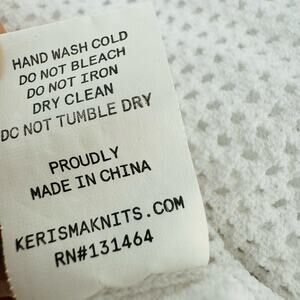 HAND WASH COLD
DO NOT BLEACH
DO NOT IRON
DRY CLEAN
DO NOT TUMBLE DRY
PROUDLY
MADE IN CHINA
KERISMAKNITS.COM
RN#131464